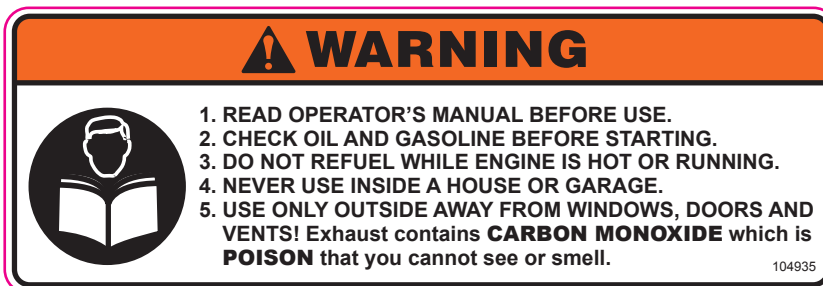 WARNING
1. READ OPERATOR'S MANUAL BEFORE USE.
2. CHECK OIL AND GASOLINE BEFORE STARTING.
3. DO NOT REFUEL WHILE ENGINE IS HOT OR RUNNING.
4. NEVER USE INSIDE A HOUSE OR GARAGE.
5. USE ONLY OUTSIDE AWAY FROM WINDOWS, DOORS AND
VENTS! Exhaust contains CARBON MONOXIDE which is
POISON that you cannot see or smell.
104935